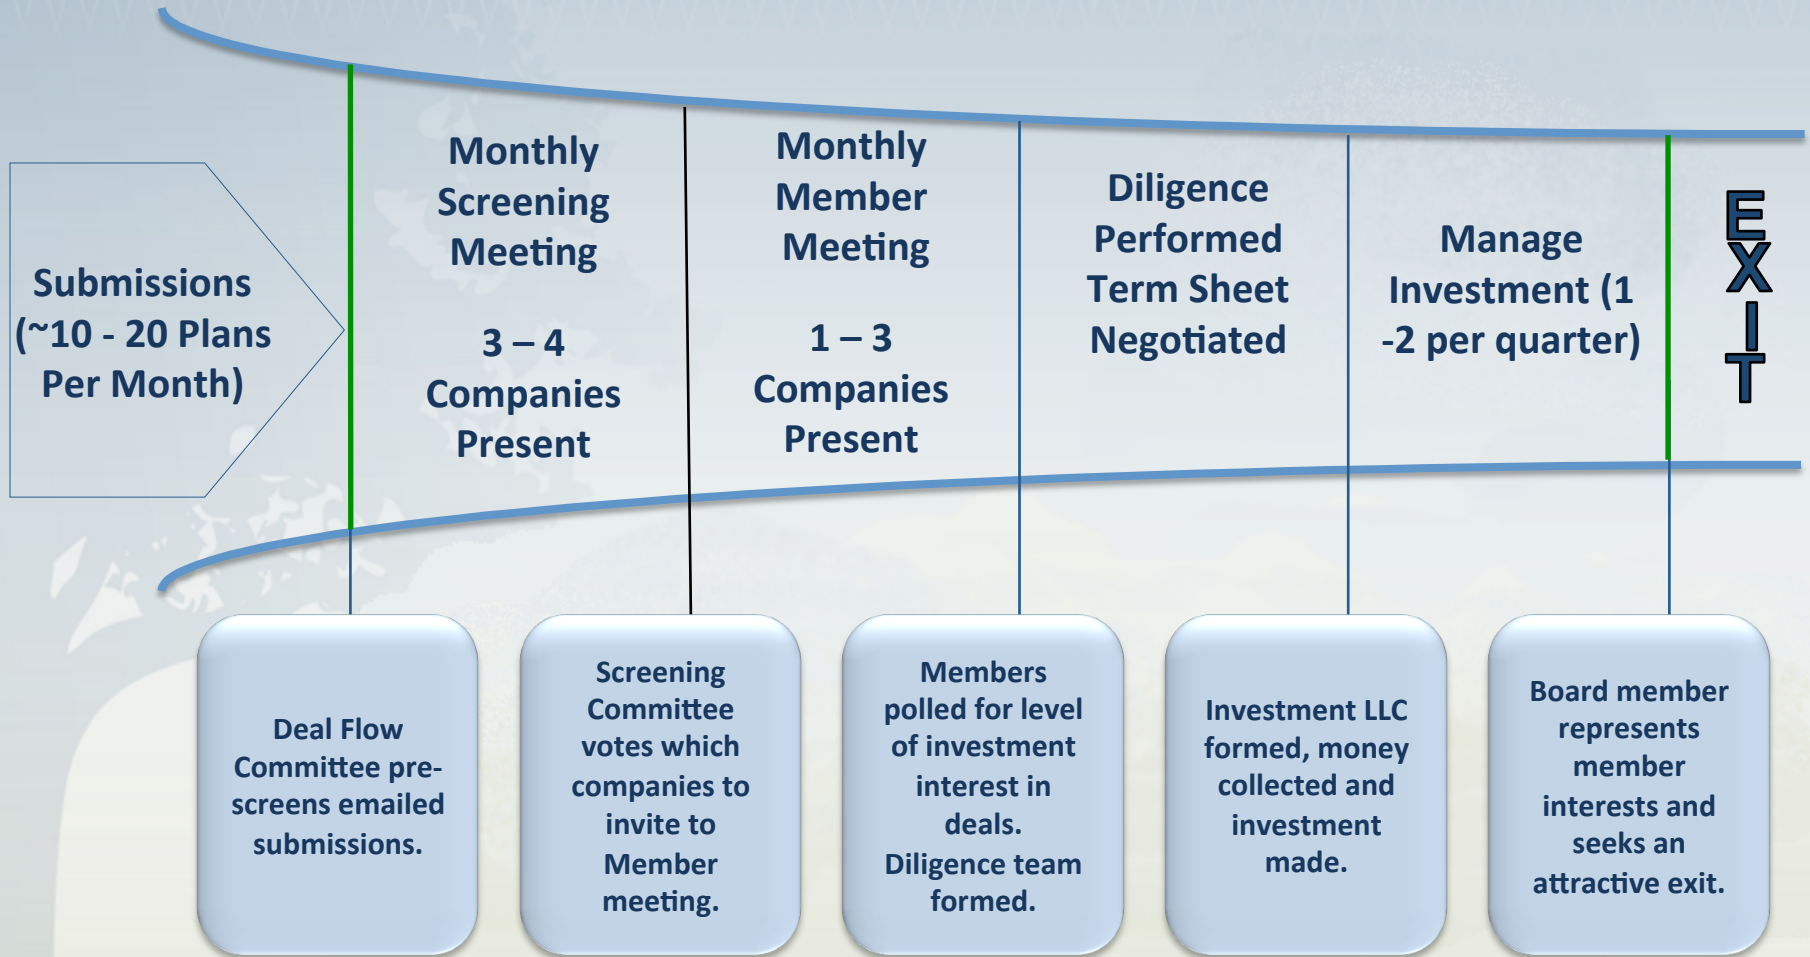 Submissions
(~10 - 20 Plans
Per Month)
Monthly
Screening
Meeting
3 – 4
Companies
Present
Monthly
Member
Meeting
1 – 3
Companies
Present
Diligence
Performed
Term Sheet
Negotiated
Manage
Investment (1
-2 per quarter)
E
X
I
T
Deal Flow
Committee pre-
screens emailed
submissions.
Screening
Committee
votes which
companies to
invite to
Member
meeting.
Members
polled for level
of investment
interest in
deals.
Diligence team
formed.
Investment LLC
formed, money
collected and
investment
made.
Board member
represents
member
interests and
seeks an
attractive exit.